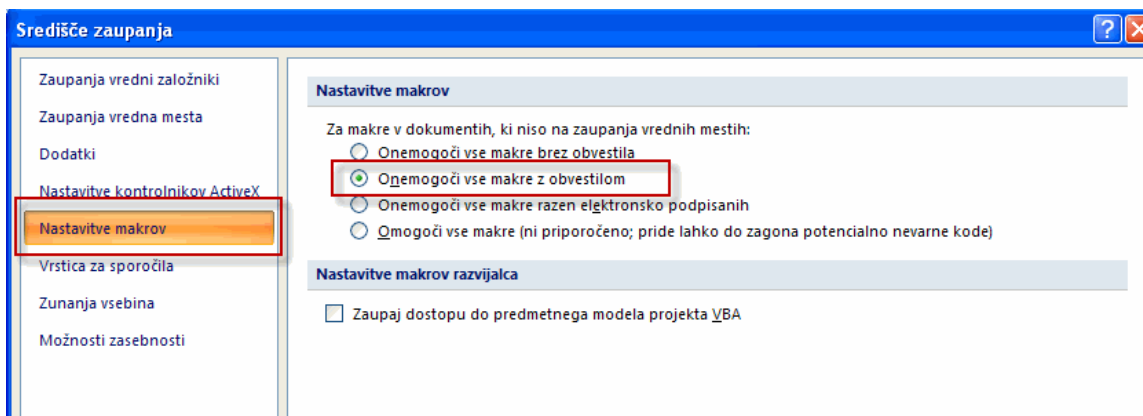 Središče zaupanja
Zaupanja vredni založniki
Zaupanja vredna mesta
Dodatki
Nastavitve kontrolnikov ActiveX
Nastavitve makrov
Vrstica za sporočila
Zunanja vsebina
Možnosti zasebnosti
Nastavitve makrov
Za makre v dokumentih, ki niso na zaupanja vrednih mestih:
Onemogoči vse makre brez obvestila
Onemogoči vse makre z obvestilom
Onemogoči vse makre razen elektronsko podpisanih
Omogoči vse makre (ni priporočeno; pride lahko do zagona potencialno nevarne kode)
Nastavitve makrov razvijalca
Zaupaj dostopu do predmetnega modela projekta VBA